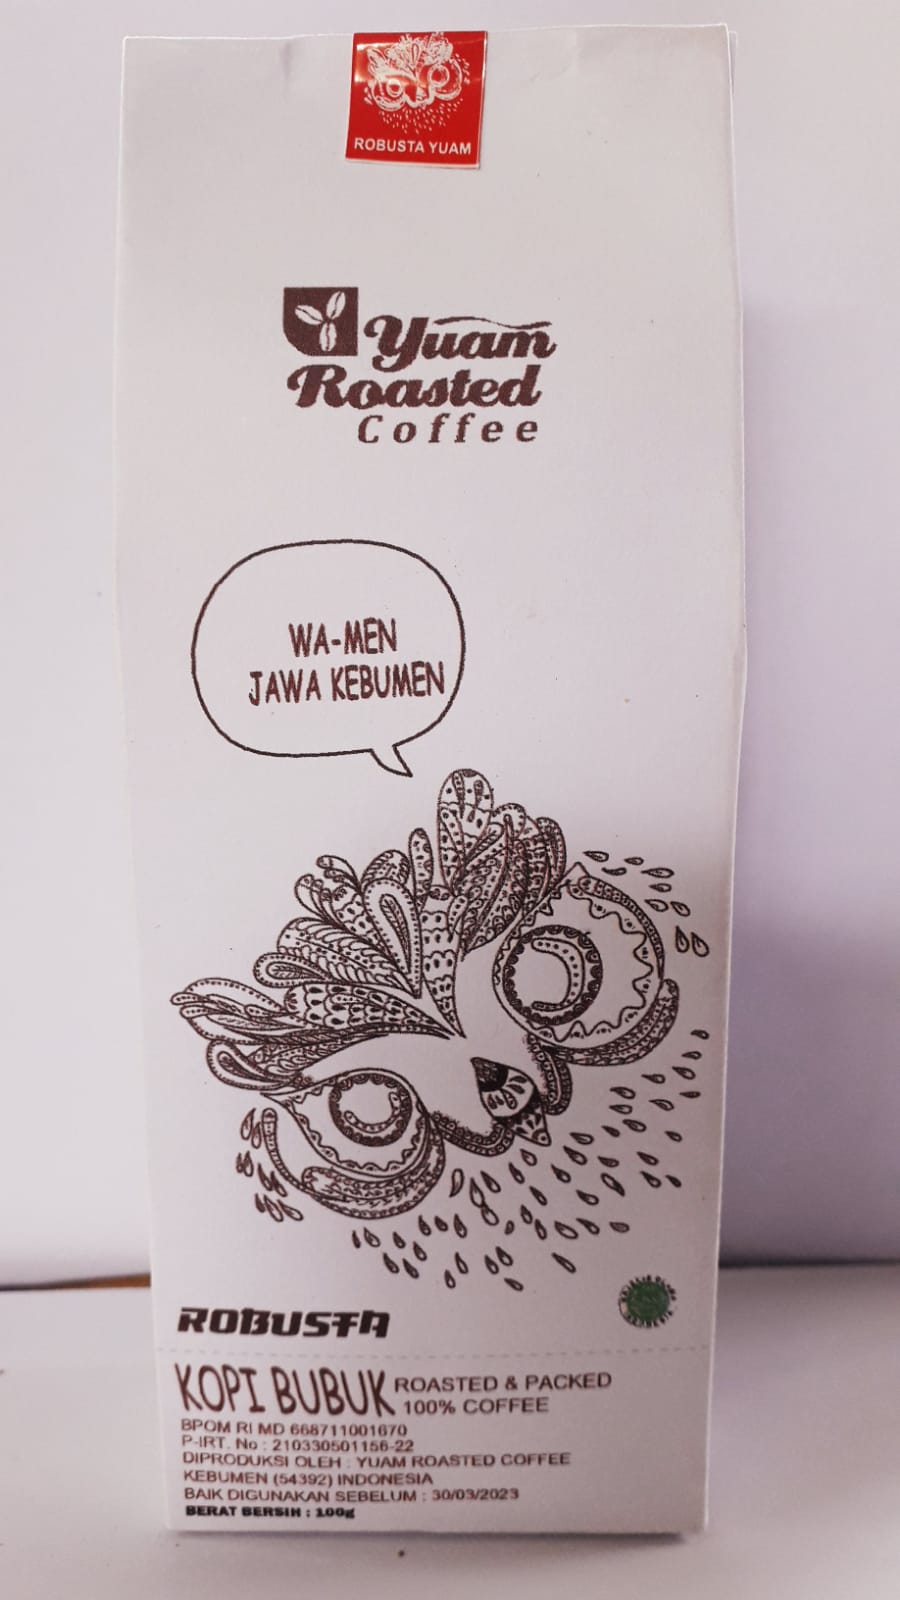 ROBUSTA YUAM
Yuam
Roasted
Coffee
WA-MEN
JAWA KEBUMEN
ROBUSTA
KOPI BUBUK
ROASTED & PACKED
100% COFFEE
BPOM RI MD 668711001670
P-IRT. No : 210330501156-22
DIPRODUKSI OLEH : YUAM ROASTED COFFEE
KEBUMEN (54392) INDONESIA
BAIK DIGUNAKAN SEBELUM : 30/03/2023
BERAT BERSIH : 100g